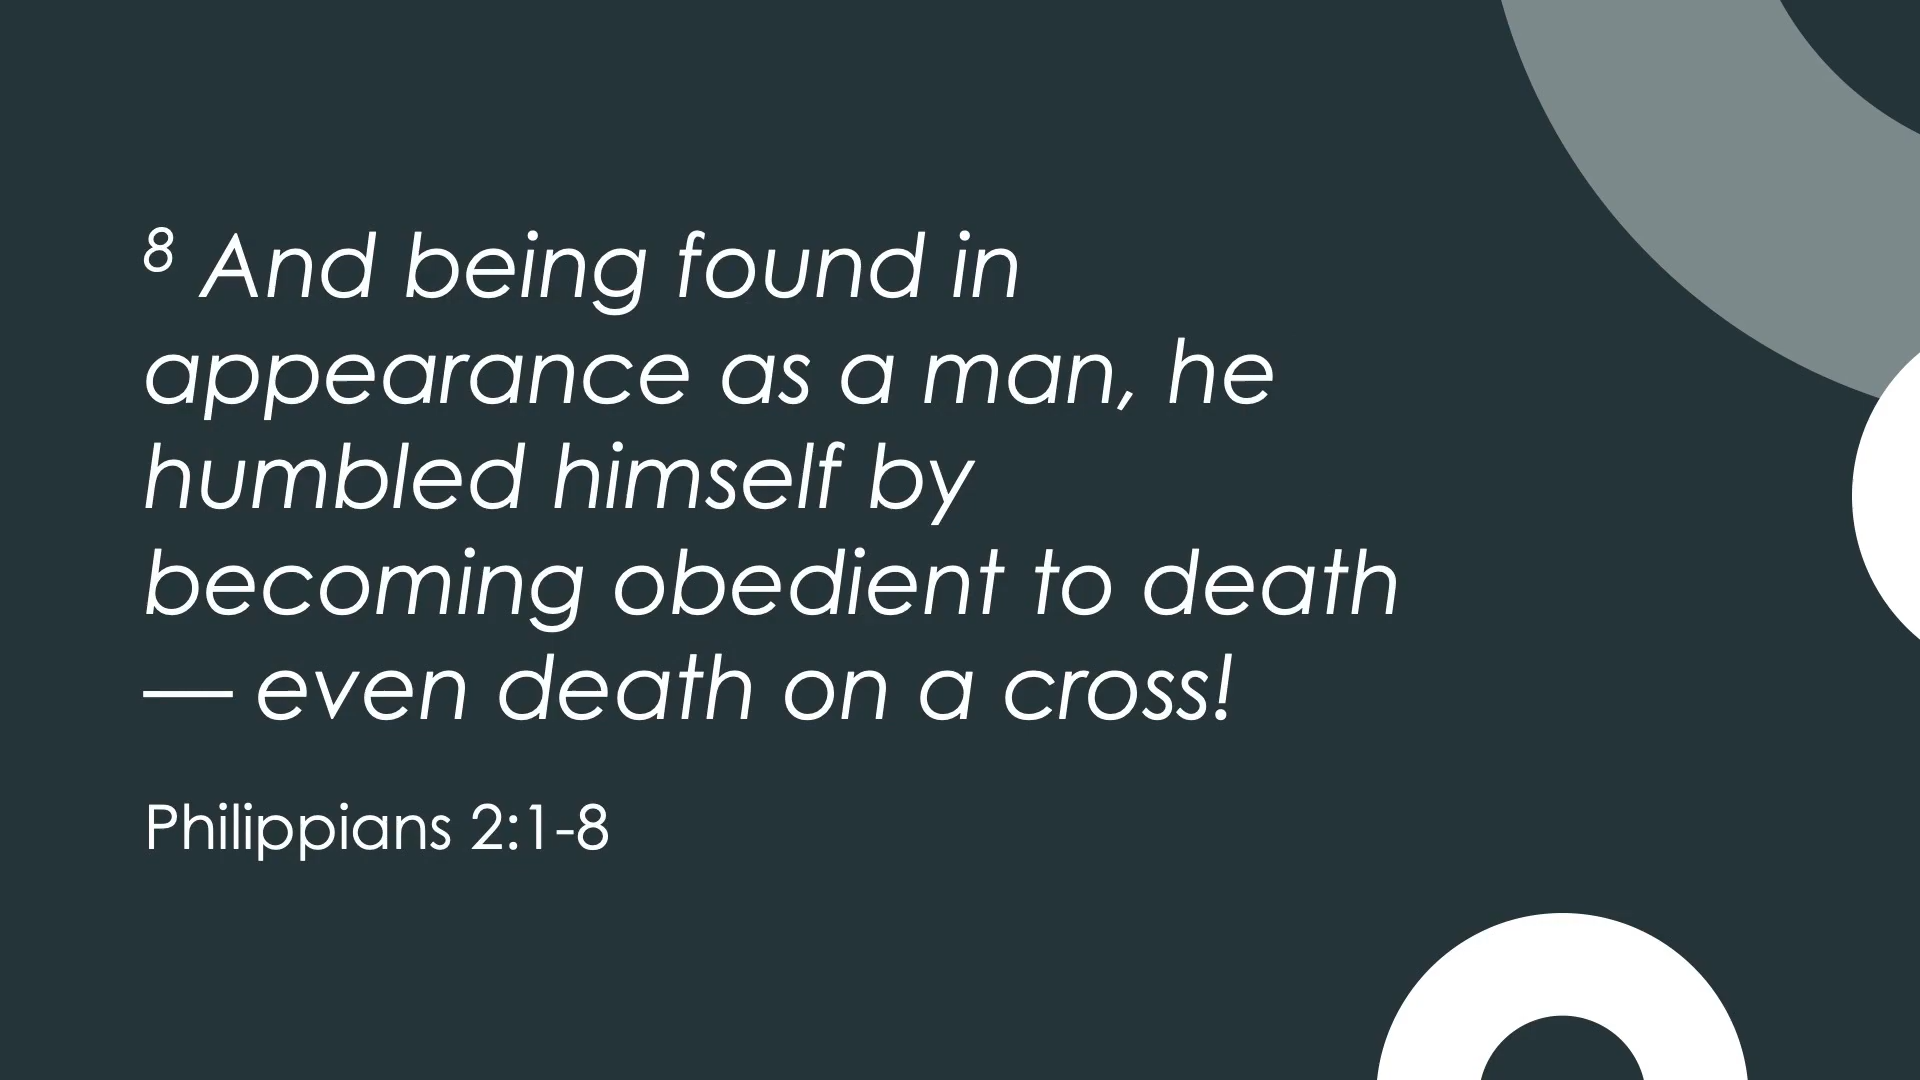 ⁸ And being found in
appearance as a man, he
humbled himself by
becoming obedient to death
— even death on a cross!
Philippians 2:1-8